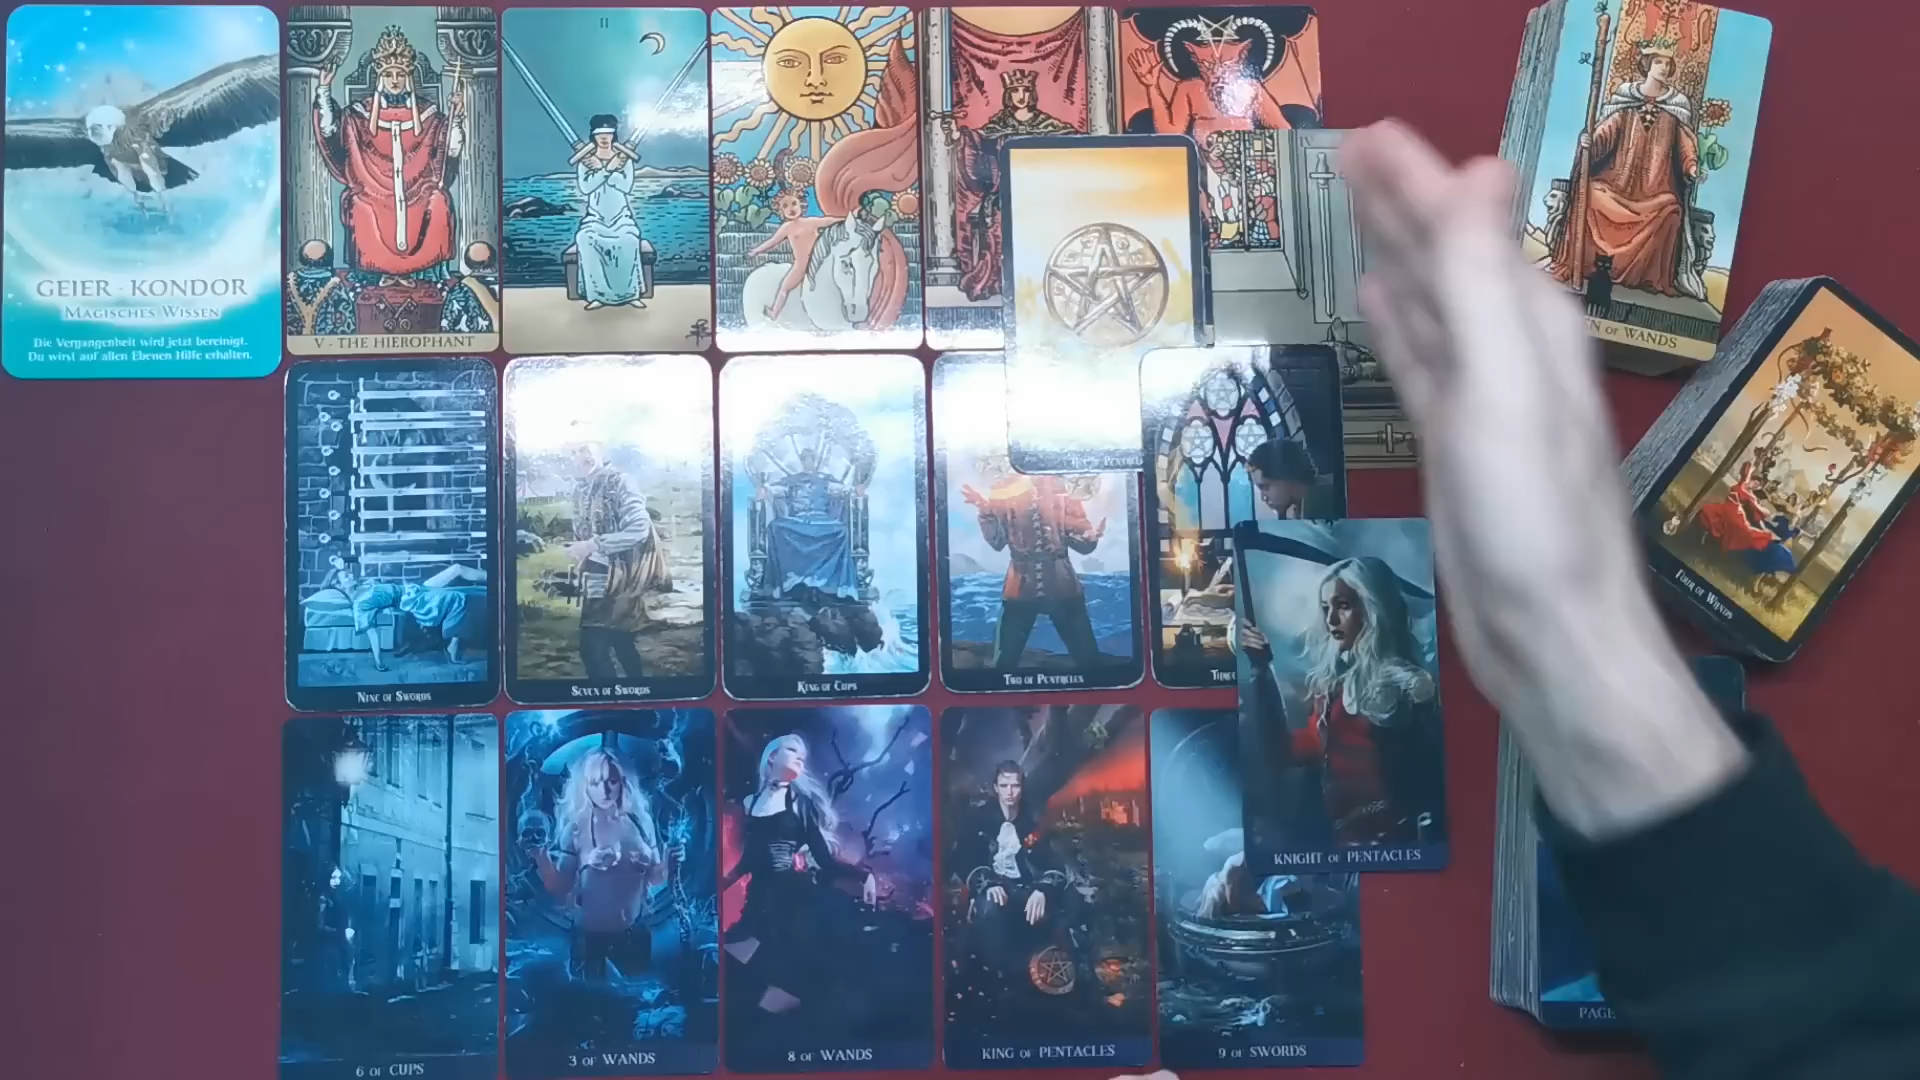 GEIER · KONDOR
MAGISCHES WISSEN
Die Vergangenheit wird jetzt bereinigt.
Du wirst auf allen Ebenen Hilfe erhalten.
V - THE HIEROPHANT
II
IV
OF WANDS
NINE OF SWORDS
SEVEN OF SWORDS
KING OF CUPS
TWO OF PENTACLES
FOUR OF WANDS
KNIGHT OF PENTACLES
6 OF CUPS
3 OF WANDS
8 OF WANDS
KING OF PENTACLES
9 OF SWORDS
PAGE